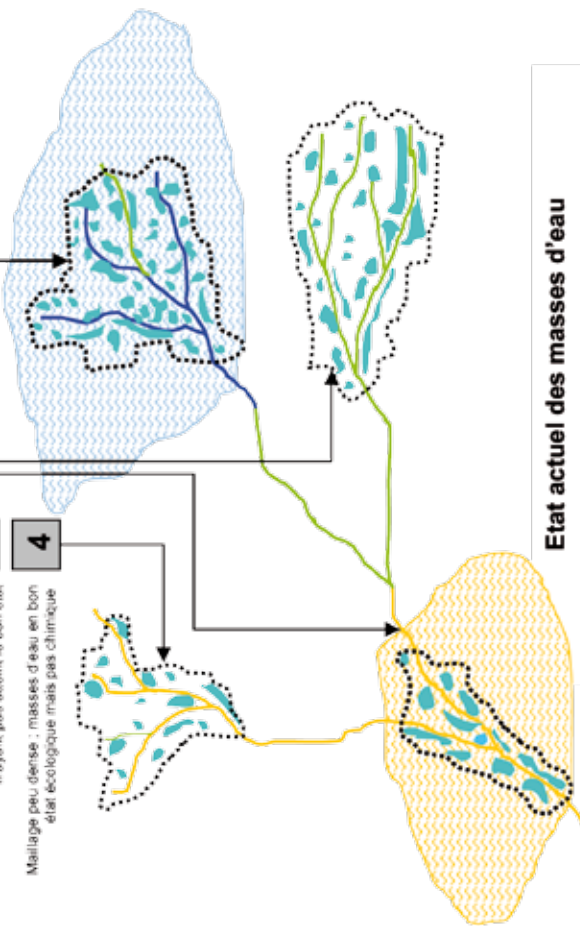 Maillage peu dense : masses d'eau en bon
état écologique mais pas chimique
4
Etat actuel des masses d'eau